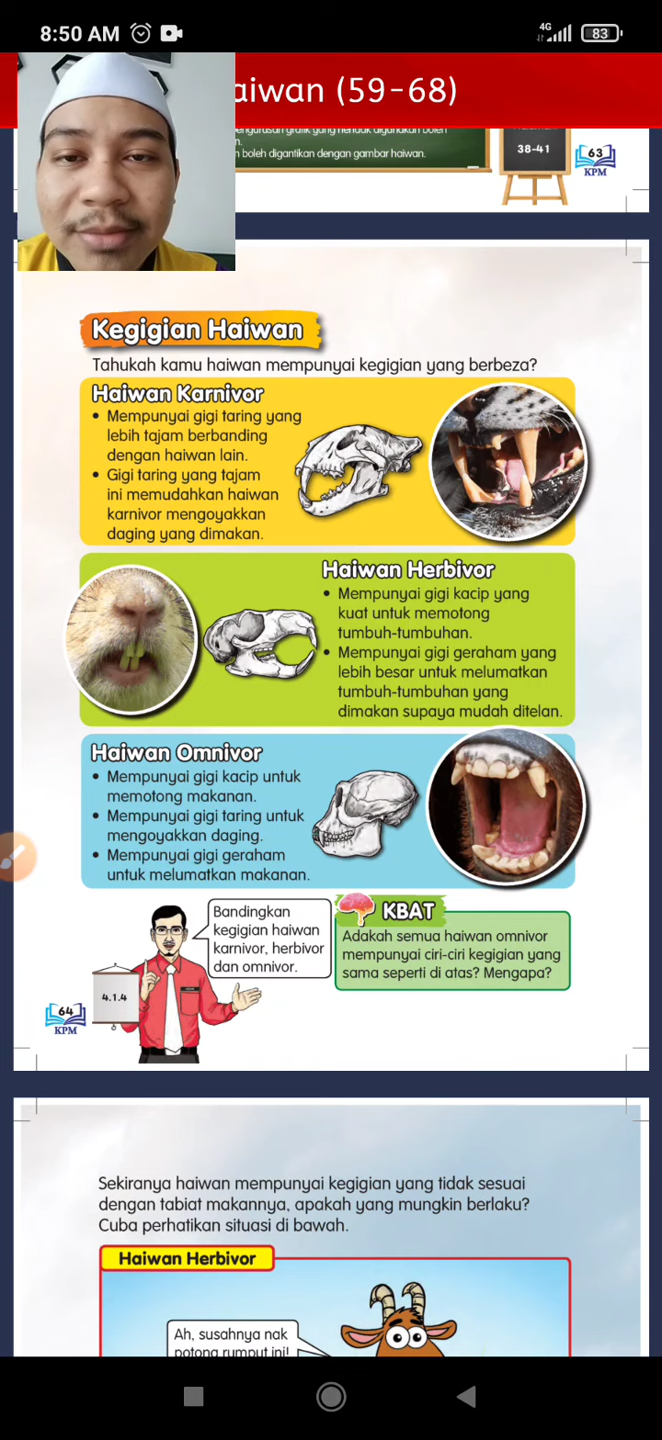 8:50 AM
4G
83
aiwan (59-68)
boleh digantikan dengan gambar haiwan.
38-41
63
KPM
Kegigian Haiwan
Tahukah kamu haiwan mempunyai kegigian yang berbeza?
Haiwan Karnivor
• Mempunyai gigi taring yang
lebih tajam berbanding
dengan haiwan lain.
• Gigi taring yang tajam
ini memudahkan haiwan
karnivor mengoyakkan
daging yang dimakan.
Haiwan Herbivor
• Mempunyai gigi kacip yang
kuat untuk memotong
tumbuh-tumbuhan.
• Mempunyai gigi geraham yang
lebih besar untuk melumatkan
tumbuh-tumbuhan yang
dimakan supaya mudah ditelan.
Haiwan Omnivor
• Mempunyai gigi kacip untuk
memotong makanan.
• Mempunyai gigi taring untuk
mengoyakkan daging.
• Mempunyai gigi geraham
untuk melumatkan makanan.
Bandingkan
kegigian haiwan
karnivor, herbivor
dan omnivor.
KBAT
Adakah semua haiwan omnivor
mempunyai ciri-ciri kegigian yang
sama seperti di atas? Mengapa?
4.1.4
64
KPM
Sekiranya haiwan mempunyai kegigian yang tidak sesuai
dengan tabiat makannya, apakah yang mungkin berlaku?
Cuba perhatikan situasi di bawah.
Haiwan Herbivor
Ah, susahnya nak
potong rumput ini!